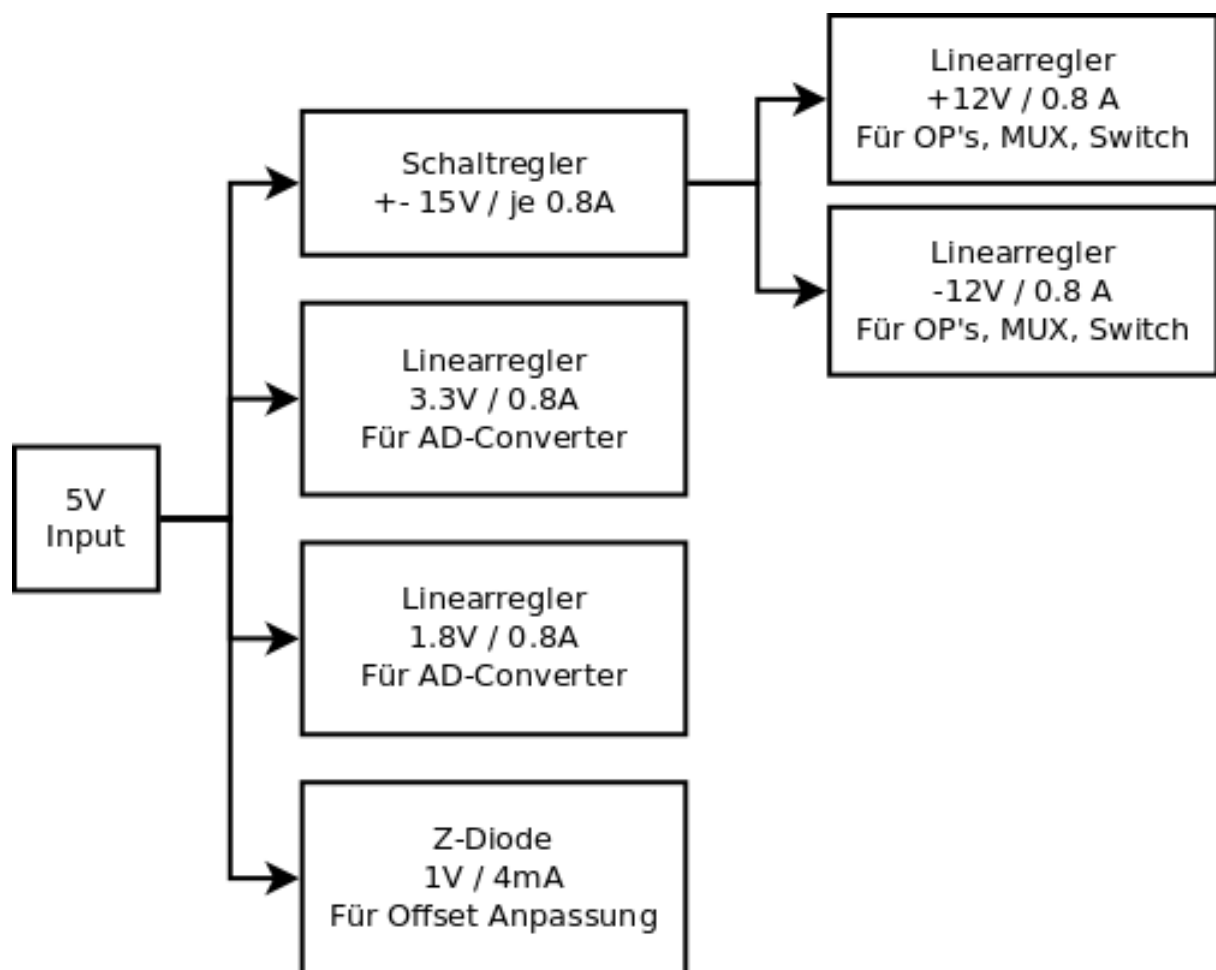 5V
Input
Schaltregler
+- 15V / je 0.8A
Linearregler
+12V / 0.8 A
Für OP's, MUX, Switch
Linearregler
-12V / 0.8 A
Für OP's, MUX, Switch
Linearregler
3.3V / 0.8A
Für AD-Converter
Linearregler
1.8V / 0.8A
Für AD-Converter
Z-Diode
1V / 4mA
Für Offset Anpassung